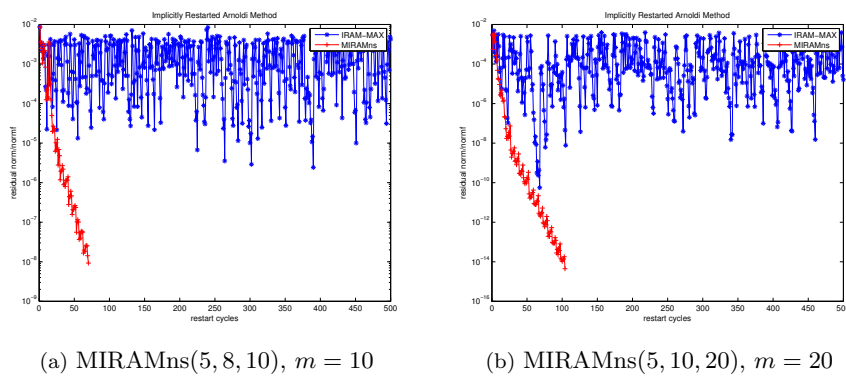 Implicitly Restarted Arnoldi Method
10^-2
10^-3
10^-4
10^-5
10^-6
10^-7
10^-8
10^-9
residual norm/normf
IRAM-MAX
MIRAMns
0 50 100 150 200 250 300 350 400 450 500
restart cycles
(a) MIRAMns(5, 8, 10), m = 10
Implicitly Restarted Arnoldi Method
10^-2
10^-4
10^-6
10^-8
10^-10
10^-12
10^-14
10^-16
residual norm/normf
IRAM-MAX
MIRAMns
0 50 100 150 200 250 300 350 400 450 500
restart cycles
(b) MIRAMns(5, 10, 20), m = 20